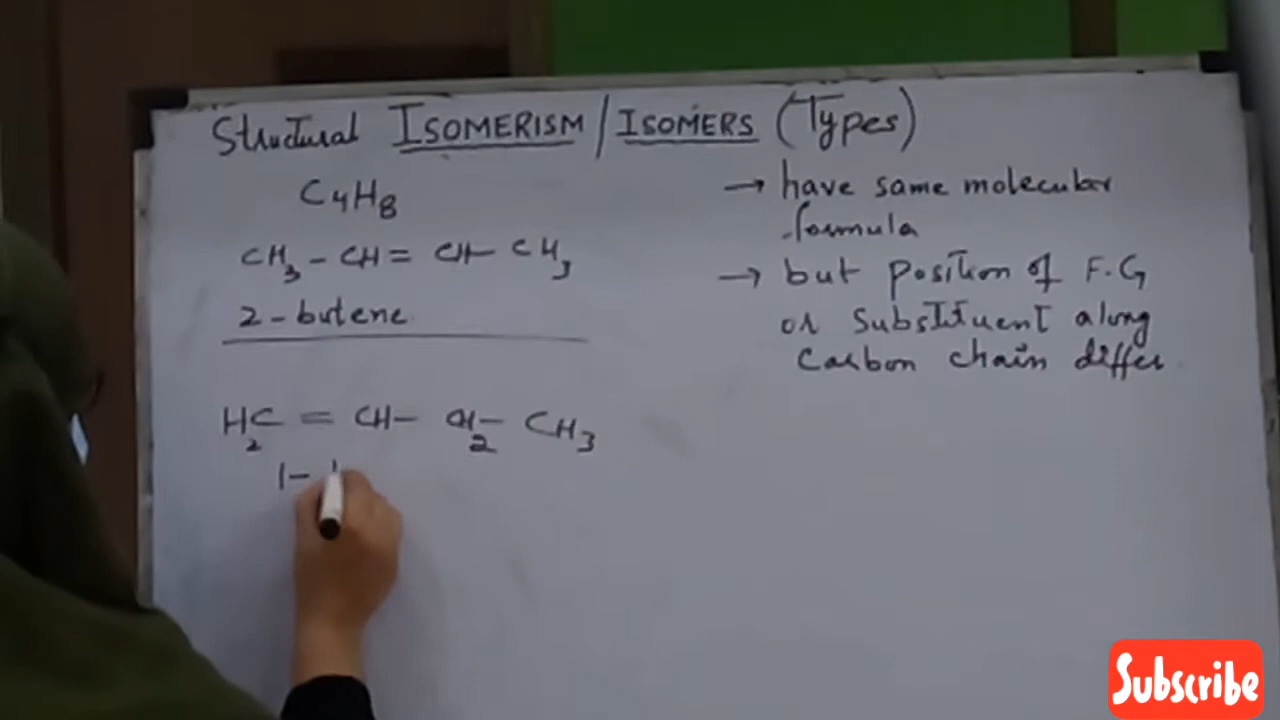 Structural ISOMERISM / ISOMERS (Types)
C4H8
CH3 - CH = CH - CH3
2 - butene
H2C = CH - CH2 - CH3
1 -
→ have same molecular
formula
→ but position of F.G
or Substituent along
Carbon chain differ
Subscribe